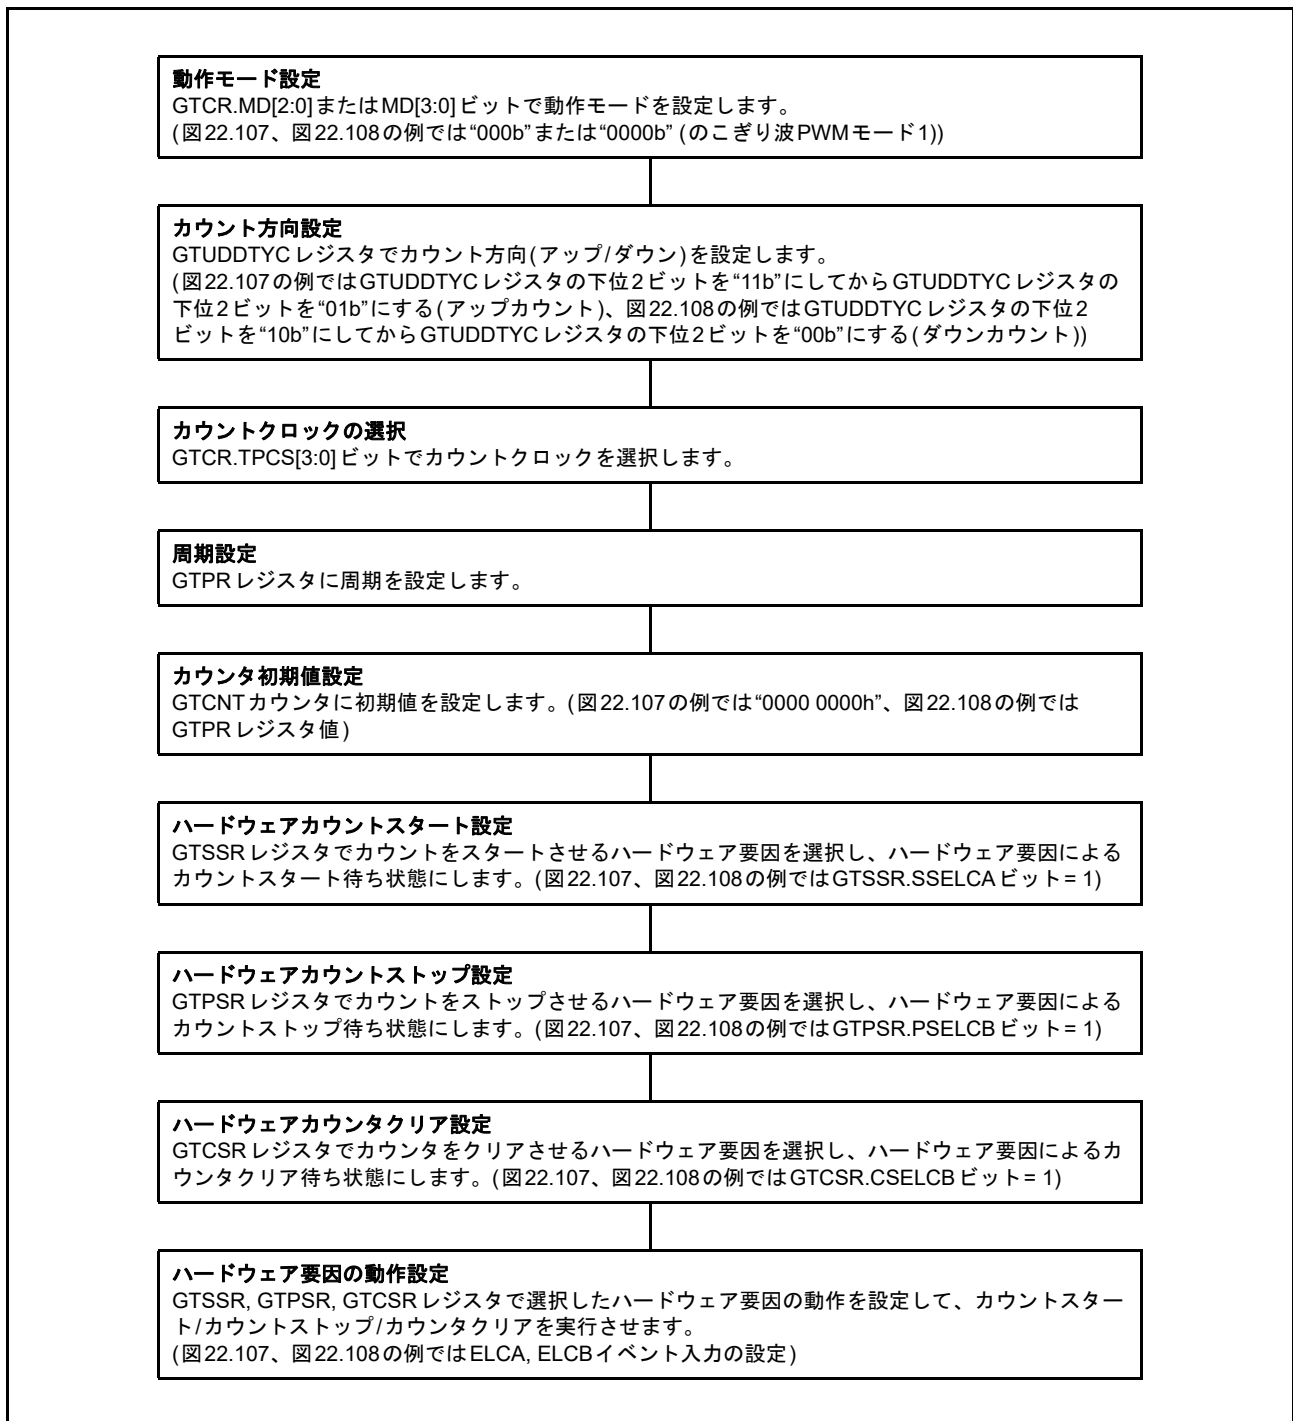 動作モード設定
GTCR.MD[2:0]またはMD[3:0]ビットで動作モードを設定します。
(図22.107、図22.108の例では“000b”または“0000b” (のこぎり波PWMモード1))
カウント方向設定
GTUDDTYCレジスタでカウント方向(アップ/ダウン)を設定します。
(図22.107の例ではGTUDDTYCレジスタの下位2ビットを“11b”にしてからGTUDDTYCレジスタの
下位2ビットを“01b”にする(アップカウント)、図22.108の例ではGTUDDTYCレジスタの下位2
ビットを“10b”にしてからGTUDDTYCレジスタの下位2ビットを“00b”にする(ダウンカウント))
カウントクロックの選択
GTCR.TPCS[3:0]ビットでカウントクロックを選択します。
周期設定
GTPRレジスタに周期を設定します。
カウンタ初期値設定
GTCNTカウンタに初期値を設定します。(図22.107の例では“0000 0000h”、図22.108の例では
GTPRレジスタ値)
ハードウェアカウントスタート設定
GTSSRレジスタでカウントをスタートさせるハードウェア要因を選択し、ハードウェア要因による
カウントスタート待ち状態にします。(図22.107、図22.108の例ではGTSSR.SSELCAビット= 1)
ハードウェアカウントストップ設定
GTPSRレジスタでカウントをストップさせるハードウェア要因を選択し、ハードウェア要因による
カウントストップ待ち状態にします。(図22.107、図22.108の例ではGTPSR.PSELCBビット= 1)
ハードウェアカウンタクリア設定
GTCSRレジスタでカウンタをクリアさせるハードウェア要因を選択し、ハードウェア要因によるカ
ウンタクリア待ち状態にします。(図22.107、図22.108の例ではGTCSR.CSELCBビット= 1)
ハードウェア要因の動作設定
GTSSR, GTPSR, GTCSRレジスタで選択したハードウェア要因の動作を設定して、カウントスター
ト/カウントストップ/カウンタクリアを実行させます。
(図22.107、図22.108の例ではELCA, ELCBイベント入力の設定)